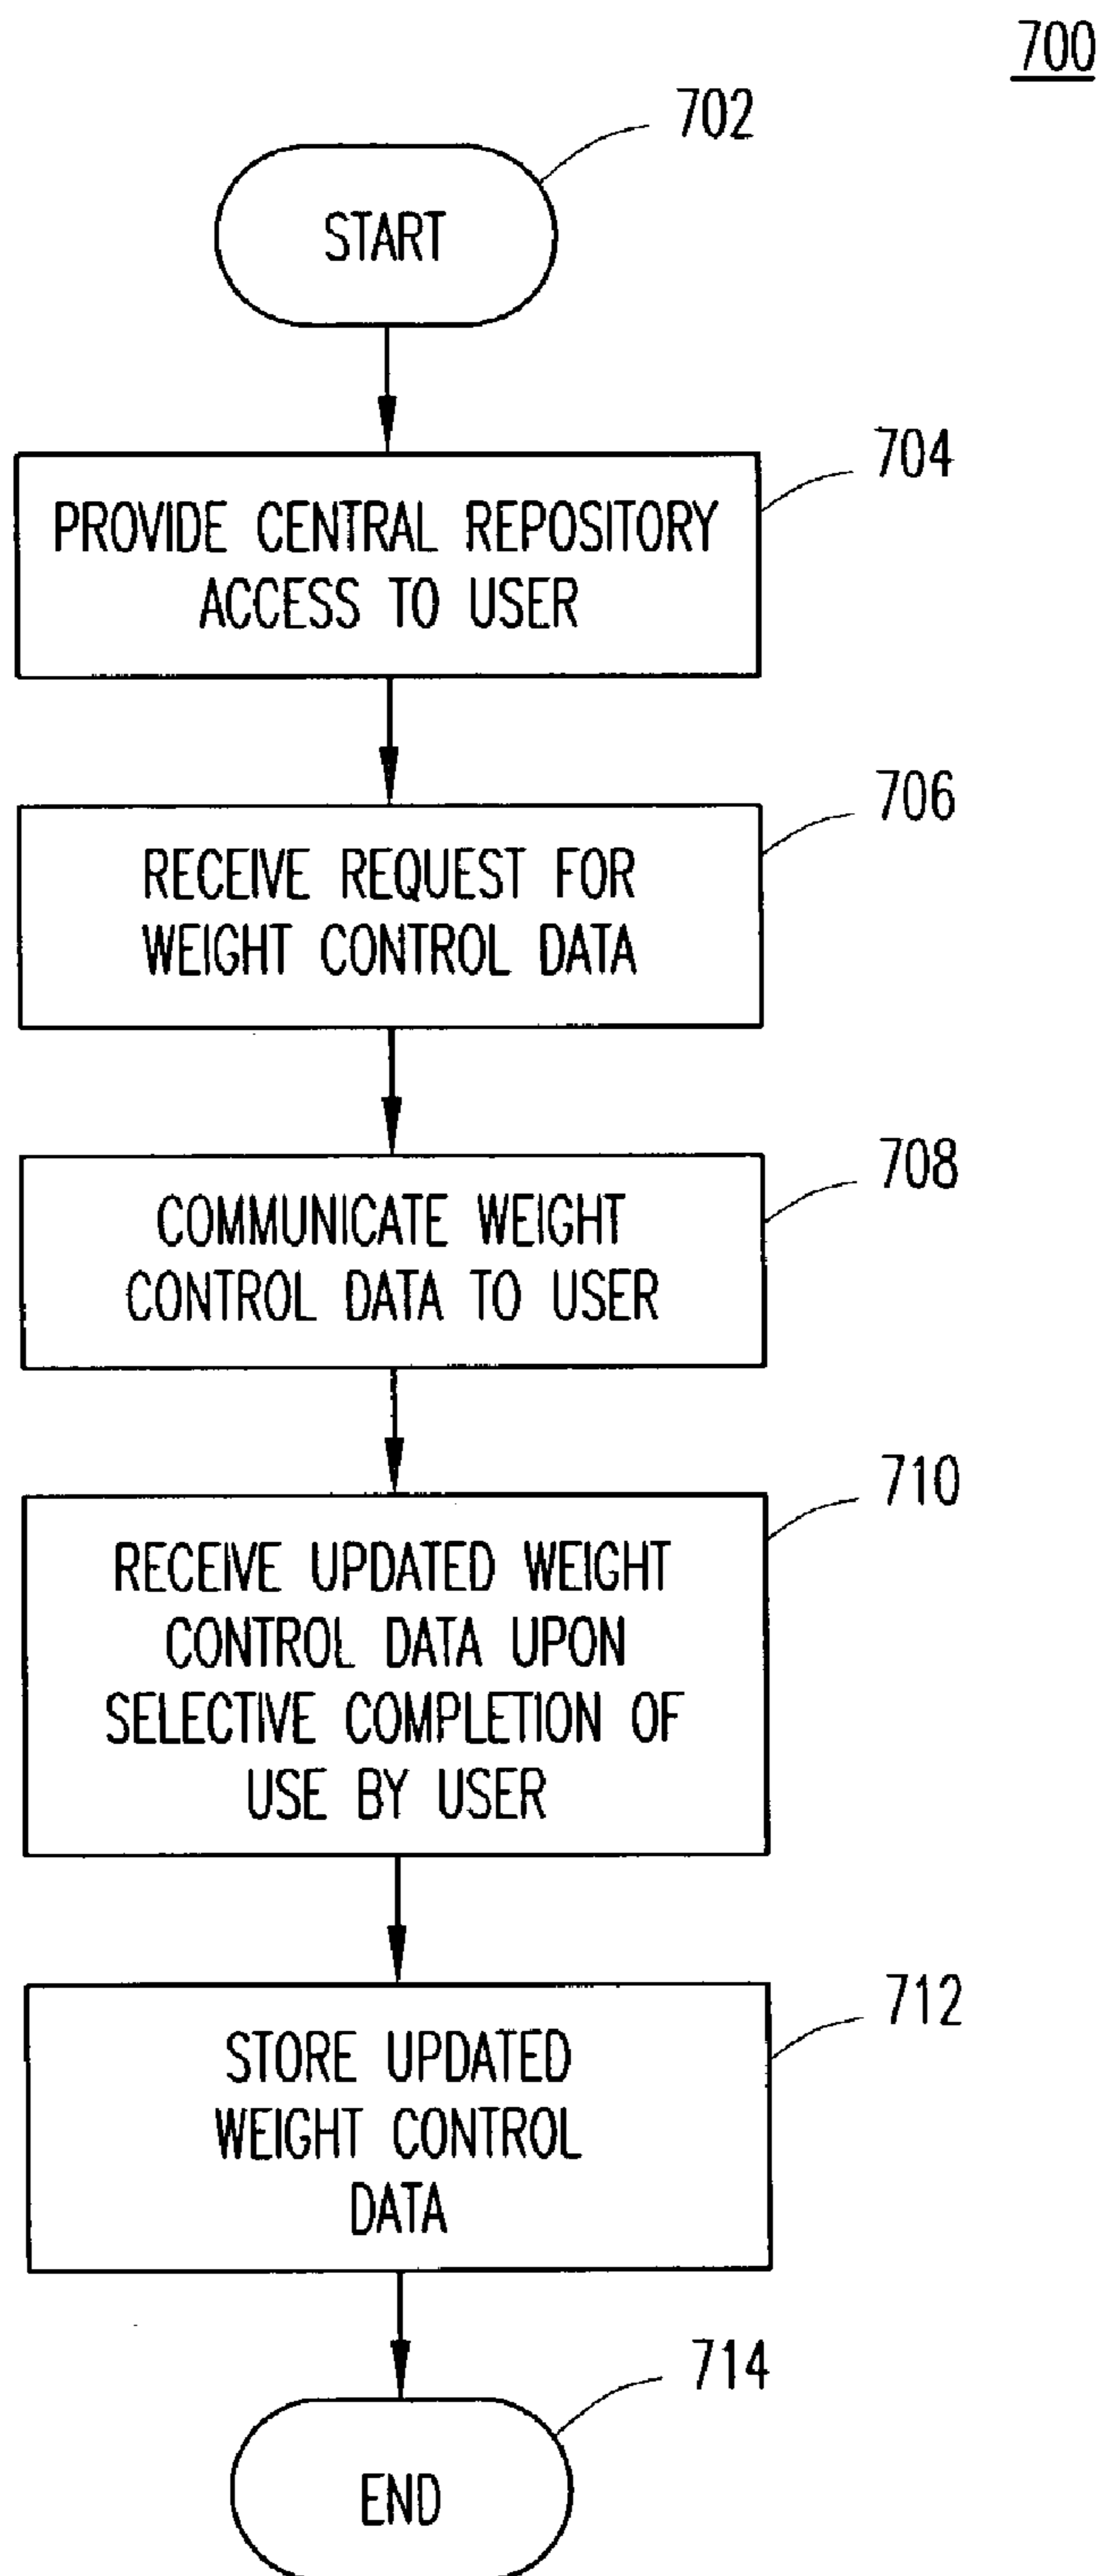 700
702
START
704
PROVIDE CENTRAL REPOSITORY
ACCESS TO USER
706
RECEIVE REQUEST FOR
WEIGHT CONTROL DATA
708
COMMUNICATE WEIGHT
CONTROL DATA TO USER
710
RECEIVE UPDATED WEIGHT
CONTROL DATA UPON
SELECTIVE COMPLETION OF
USE BY USER
712
STORE UPDATED
WEIGHT CONTROL
DATA
714
END